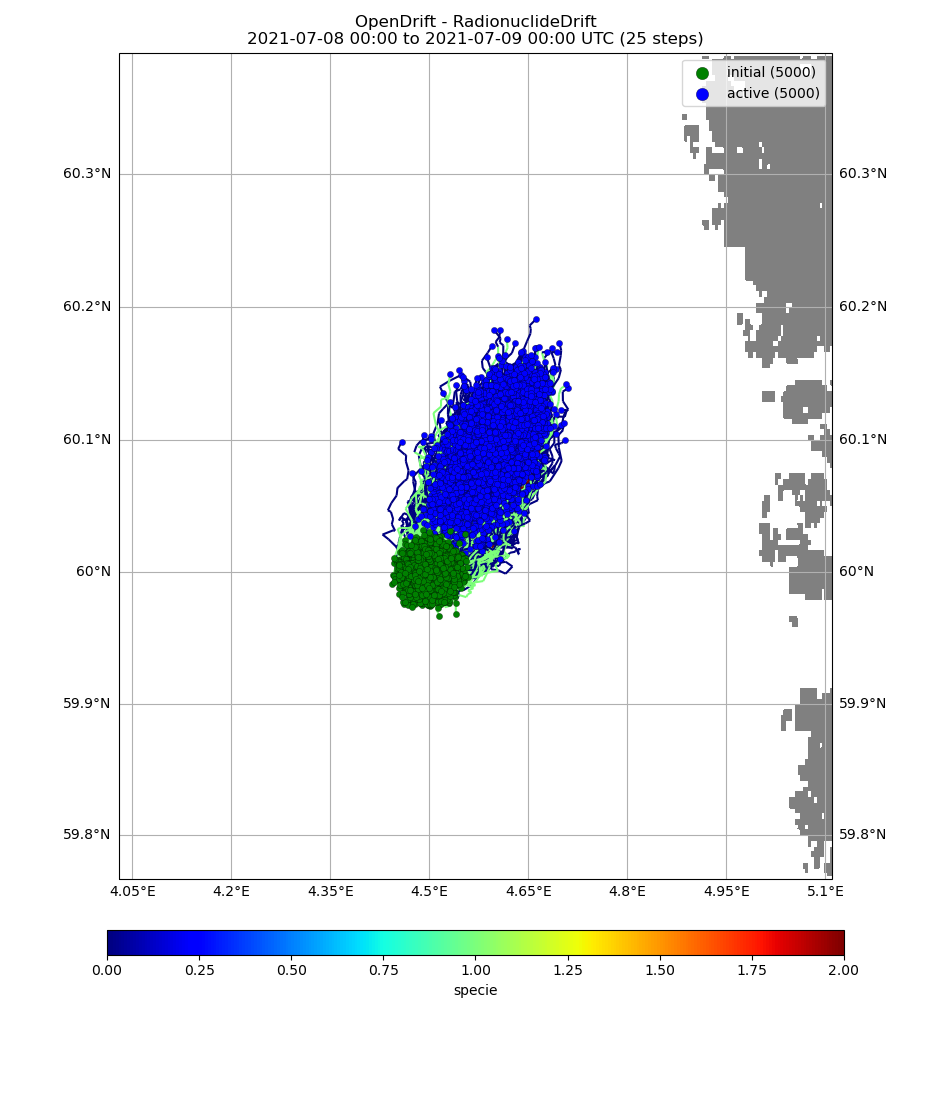 OpenDrift - RadionuclideDrift
2021-07-08 00:00 to 2021-07-09 00:00 UTC (25 steps)
initial (5000)
active (5000)
60.3°N 60.3°N
60.2°N 60.2°N
60.1°N 60.1°N
60°N 60°N
59.9°N 59.9°N
59.8°N 59.8°N
4.05°E 4.2°E 4.35°E 4.5°E 4.65°E 4.8°E 4.95°E 5.1°E
0.00 0.25 0.50 0.75 1.00 1.25 1.50 1.75 2.00
specie